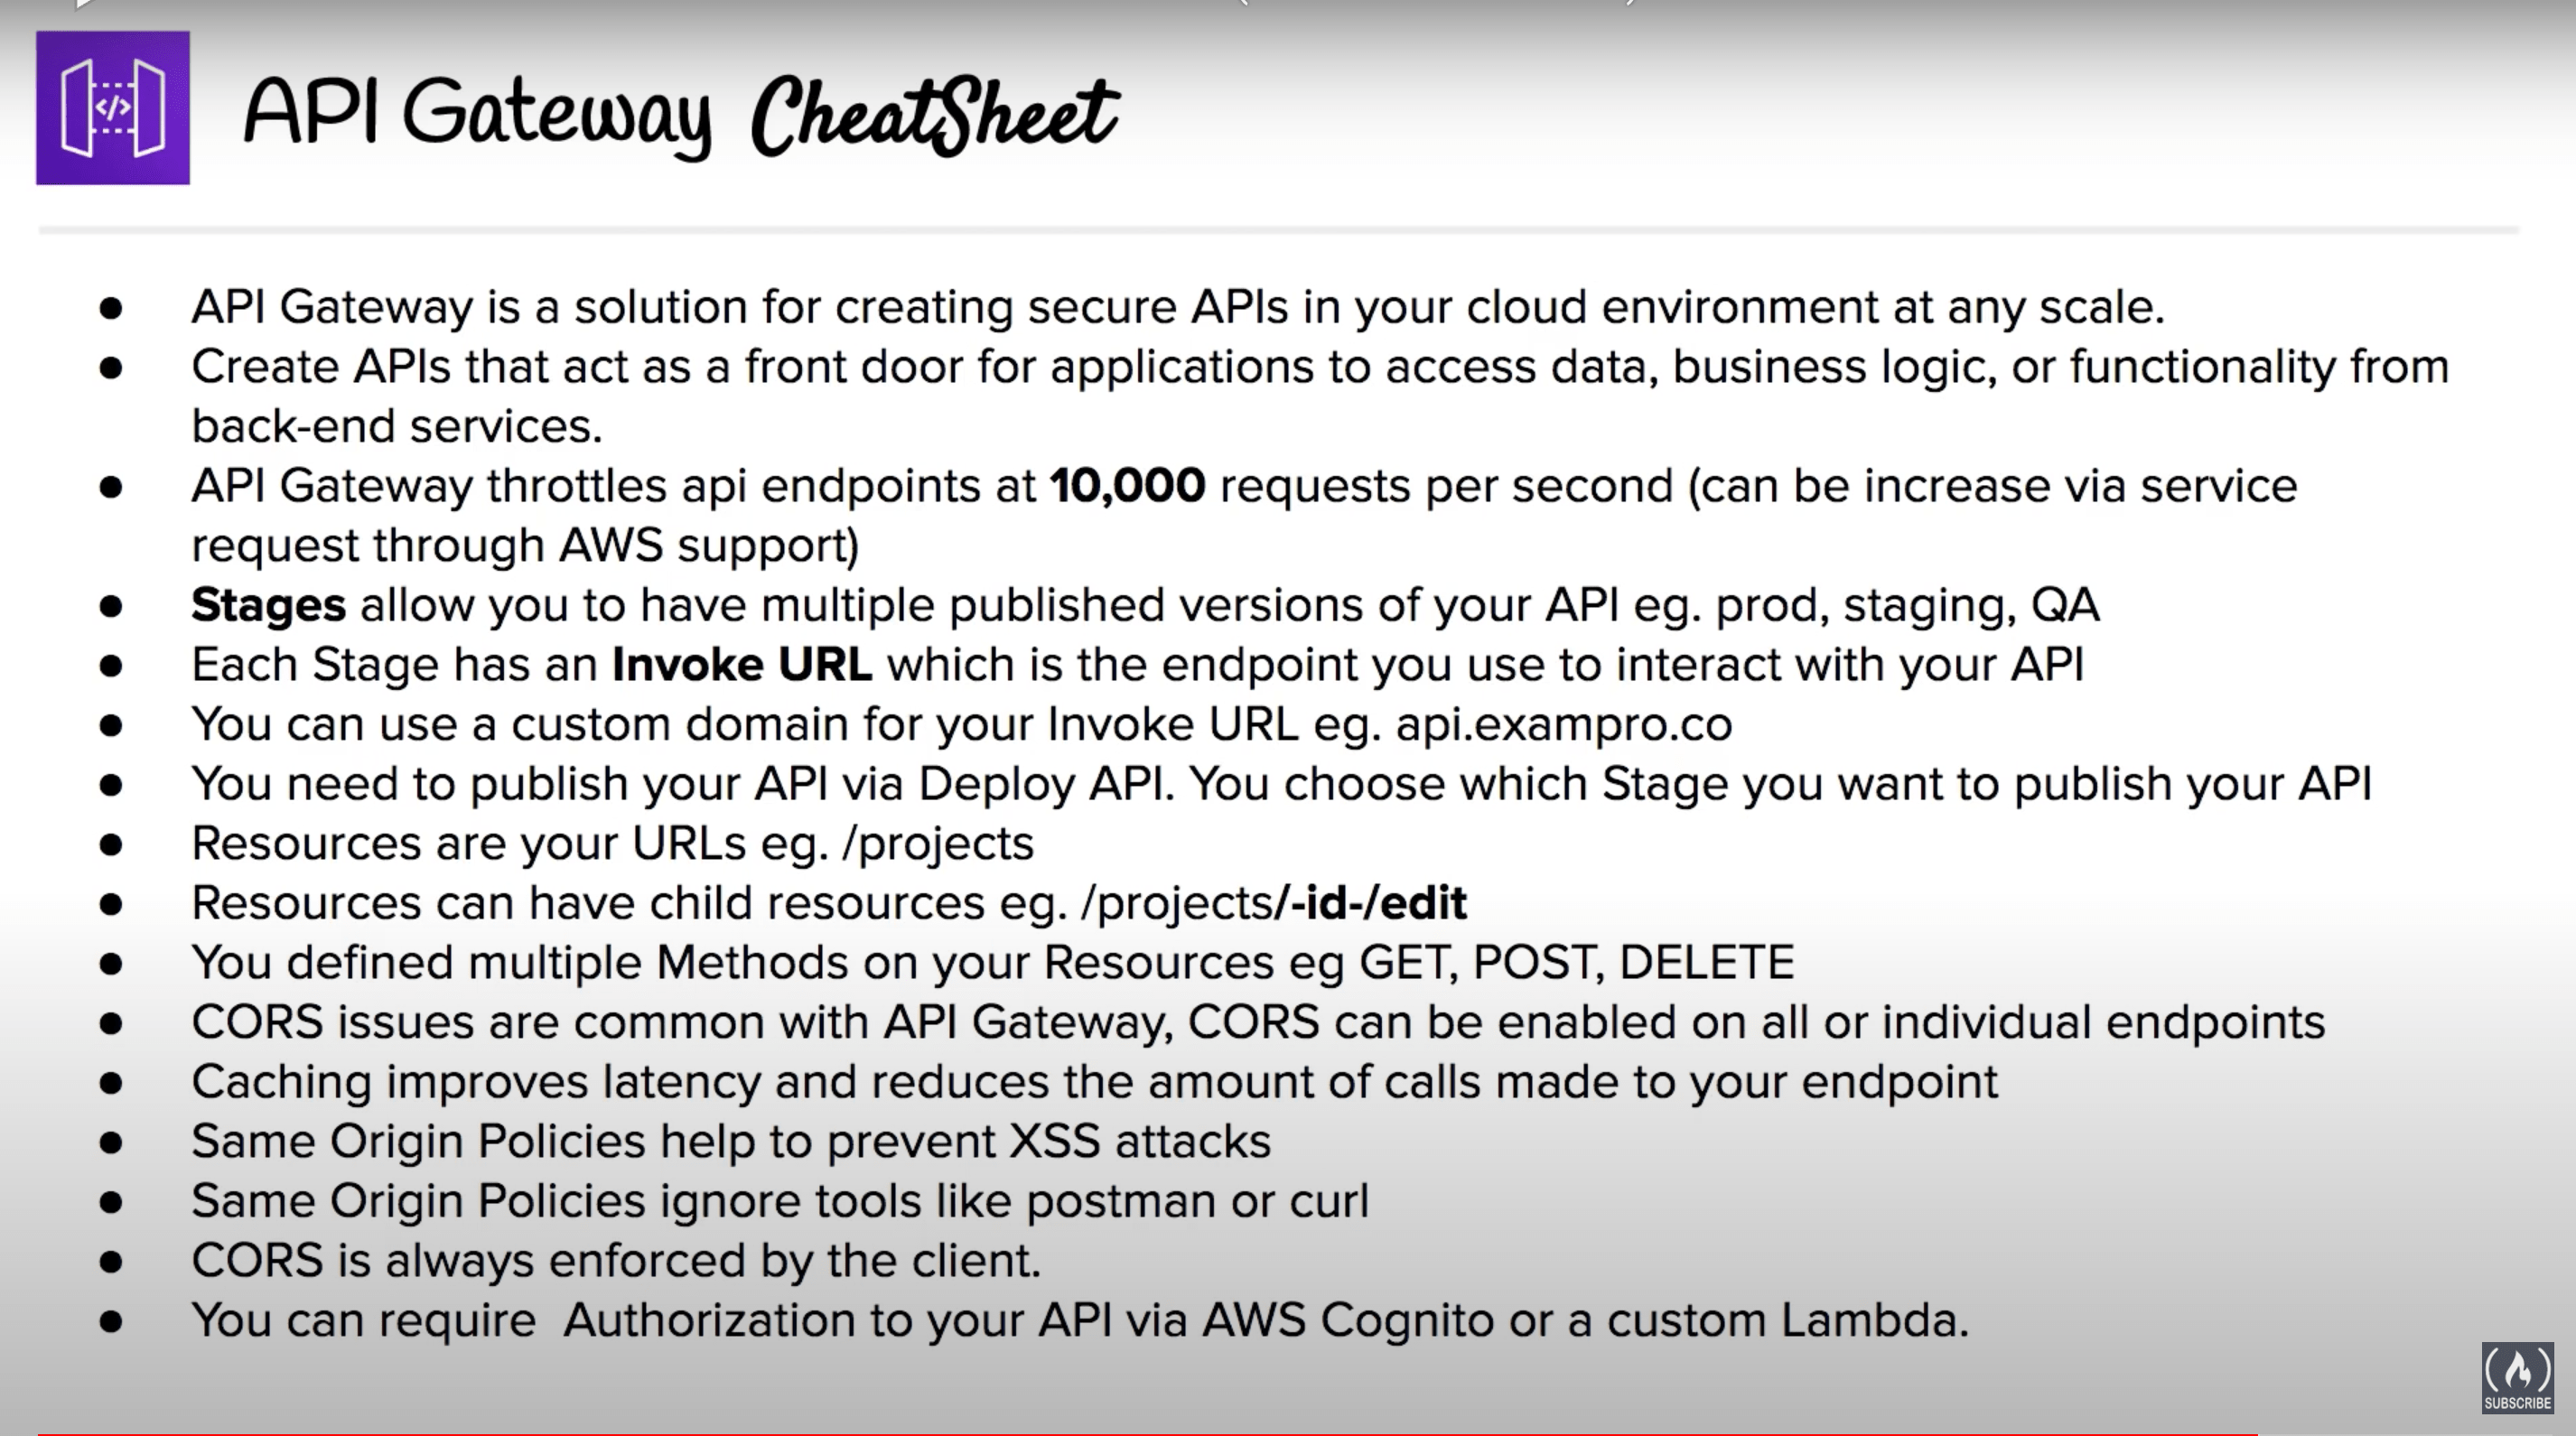 </>
API Gateway CheatSheet
● API Gateway is a solution for creating secure APIs in your cloud environment at any scale.
● Create APIs that act as a front door for applications to access data, business logic, or functionality from
back-end services.
● API Gateway throttles api endpoints at 10,000 requests per second (can be increase via service
request through AWS support)
● Stages allow you to have multiple published versions of your API eg. prod, staging, QA
● Each Stage has an Invoke URL which is the endpoint you use to interact with your API
● You can use a custom domain for your Invoke URL eg. api.exampro.co
● You need to publish your API via Deploy API. You choose which Stage you want to publish your API
● Resources are your URLs eg. /projects
● Resources can have child resources eg. /projects/-id-/edit
● You defined multiple Methods on your Resources eg GET, POST, DELETE
● CORS issues are common with API Gateway, CORS can be enabled on all or individual endpoints
● Caching improves latency and reduces the amount of calls made to your endpoint
● Same Origin Policies help to prevent XSS attacks
● Same Origin Policies ignore tools like postman or curl
● CORS is always enforced by the client.
● You can require  Authorization to your API via AWS Cognito or a custom Lambda.
SUBSCRIBE